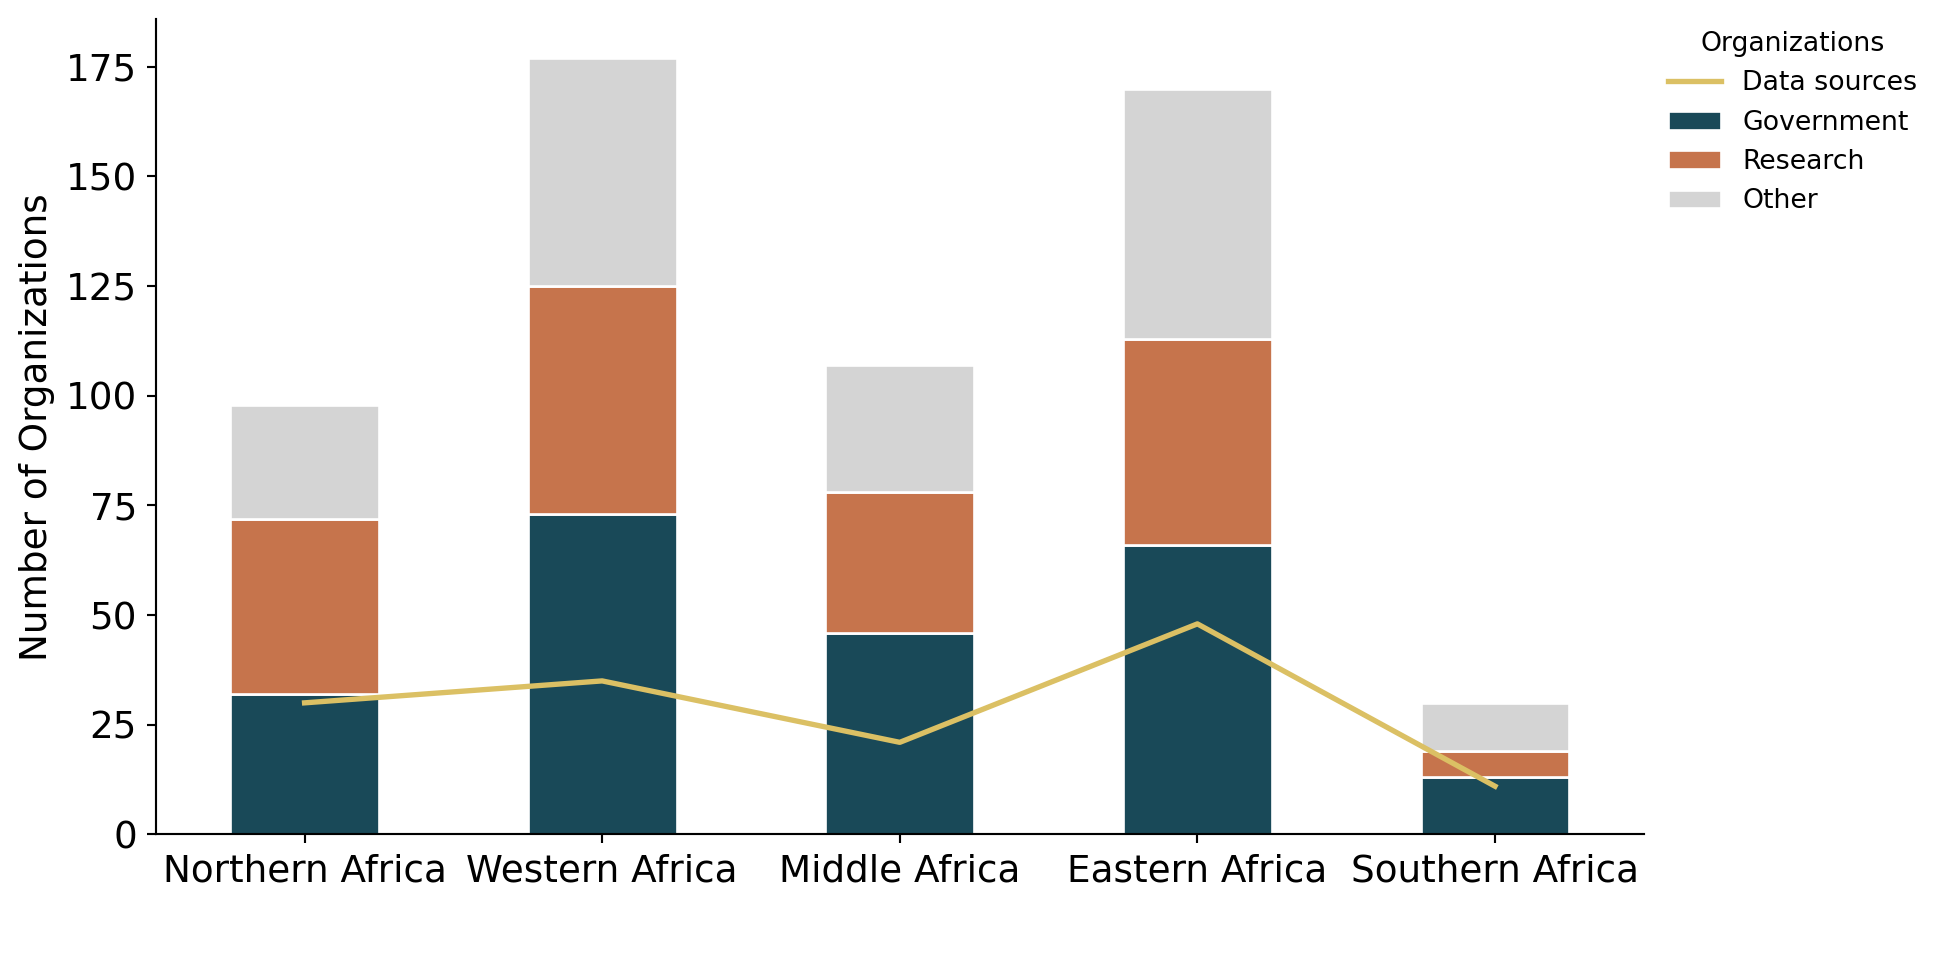 Organizations
Data sources
Government
Research
Other
Number of Organizations
175
150
125
100
75
50
25
0
Northern Africa Western Africa Middle Africa Eastern Africa Southern Africa